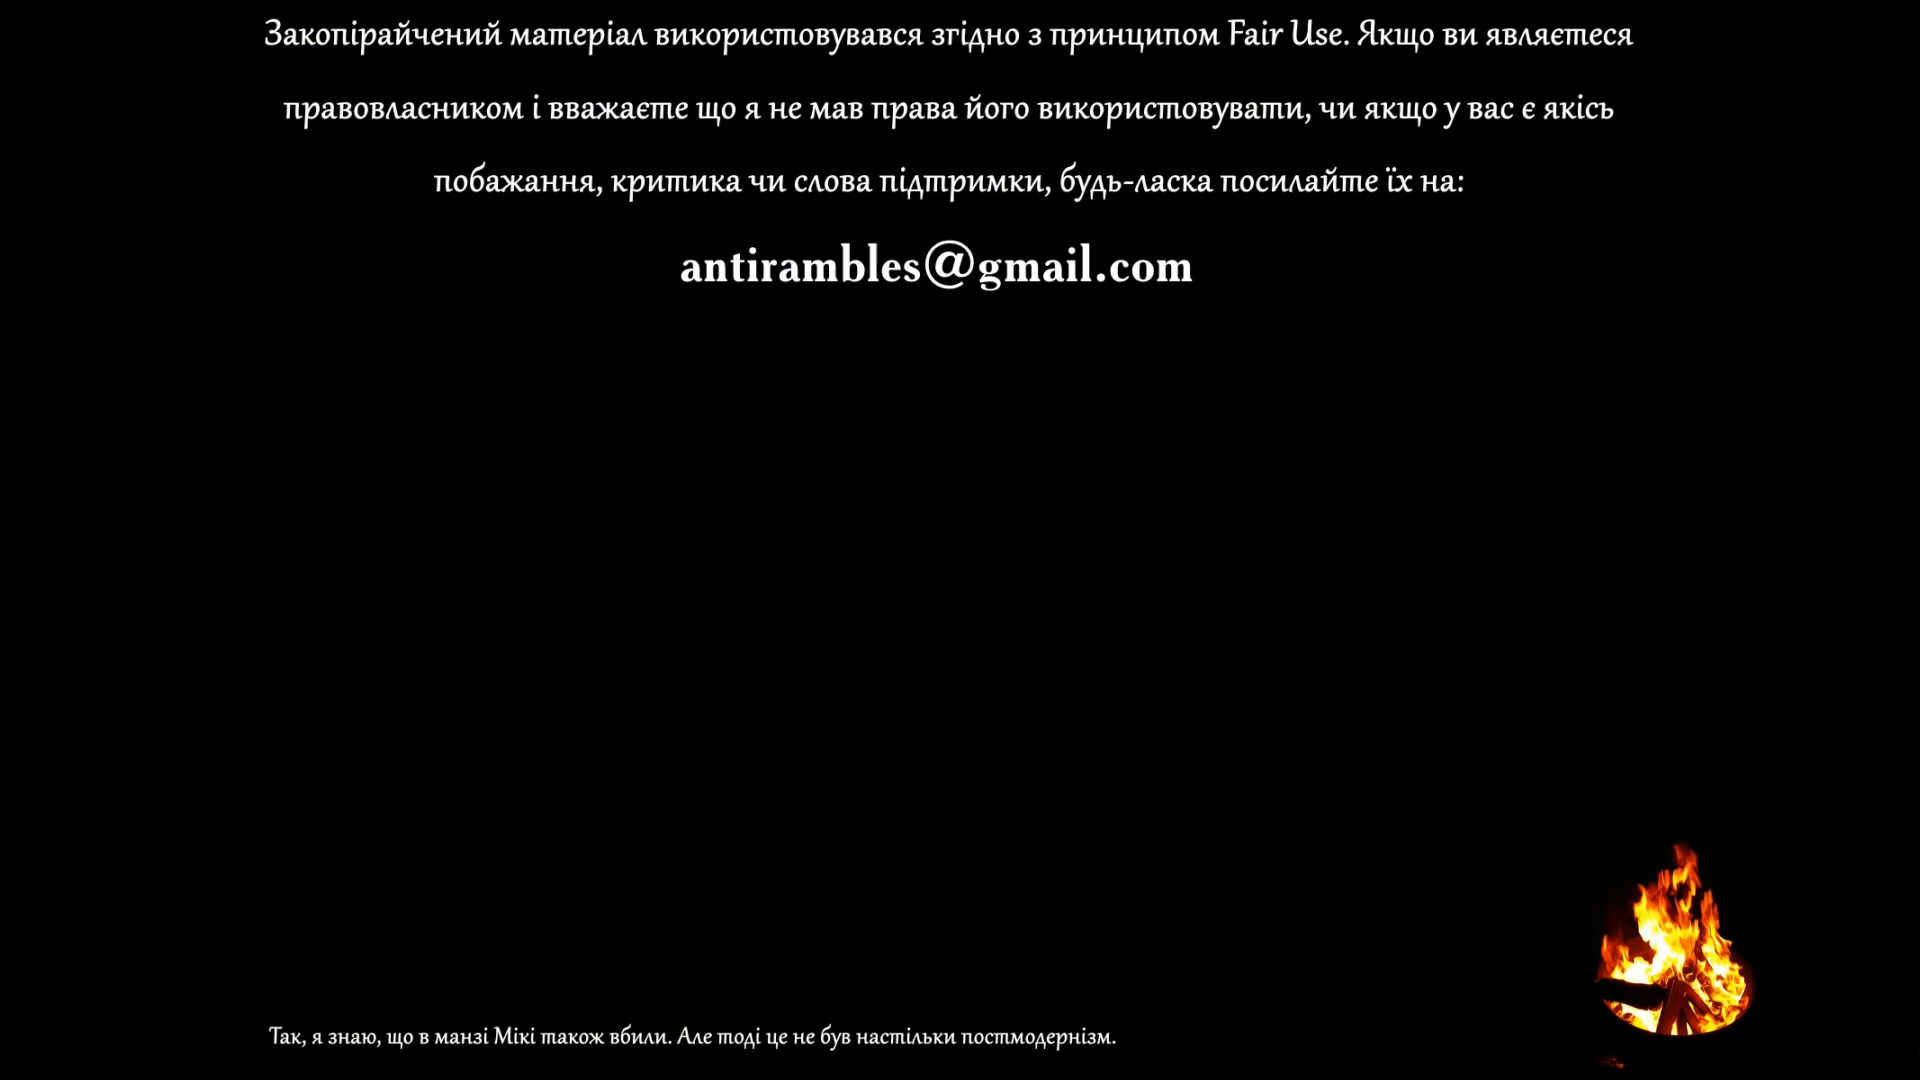 Закопірайчений матеріал використовувався згідно з принципом Fair Use. Якщо ви являєтеся
правовласником і вважаєте що я не мав права його використовувати, чи якщо у вас є якісь
побажання, критика чи слова підтримки, будь-ласка посилайте їх на:
antirambles@gmail.com
Так, я знаю, що в манзі Мікі також вбили. Але тоді це не був настільки постмодернізм.